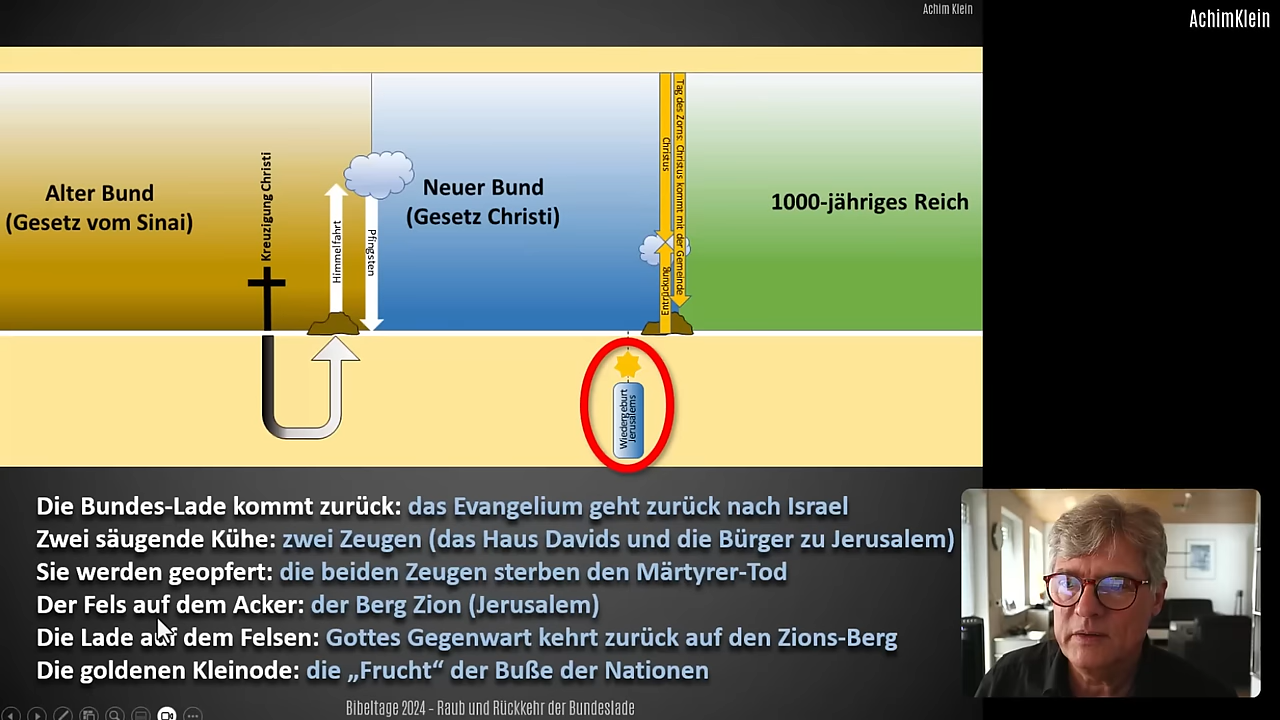 Achim Klein
AchimKlein
Alter Bund
(Gesetz vom Sinai)
Kreuzigung Christi
Himmelfahrt
Pfingsten
Neuer Bund
(Gesetz Christi)
Christus
Entrückung
Tag des Zorns: Christus kommt mit der Gemeinde
1000-jähriges Reich
Wiedergeburt
Jerusalems
Die Bundes-Lade kommt zurück: das Evangelium geht zurück nach Israel
Zwei säugende Kühe: zwei Zeugen (das Haus Davids und die Bürger zu Jerusalem)
Sie werden geopfert: die beiden Zeugen sterben den Märtyrer-Tod
Der Fels auf dem Acker: der Berg Zion (Jerusalem)
Die Lade auf dem Felsen: Gottes Gegenwart kehrt zurück auf den Zions-Berg
Die goldenen Kleinode: die „Frucht“ der Buße der Nationen
Bibeltage 2024 – Raub und Rückkehr der Bundeslade